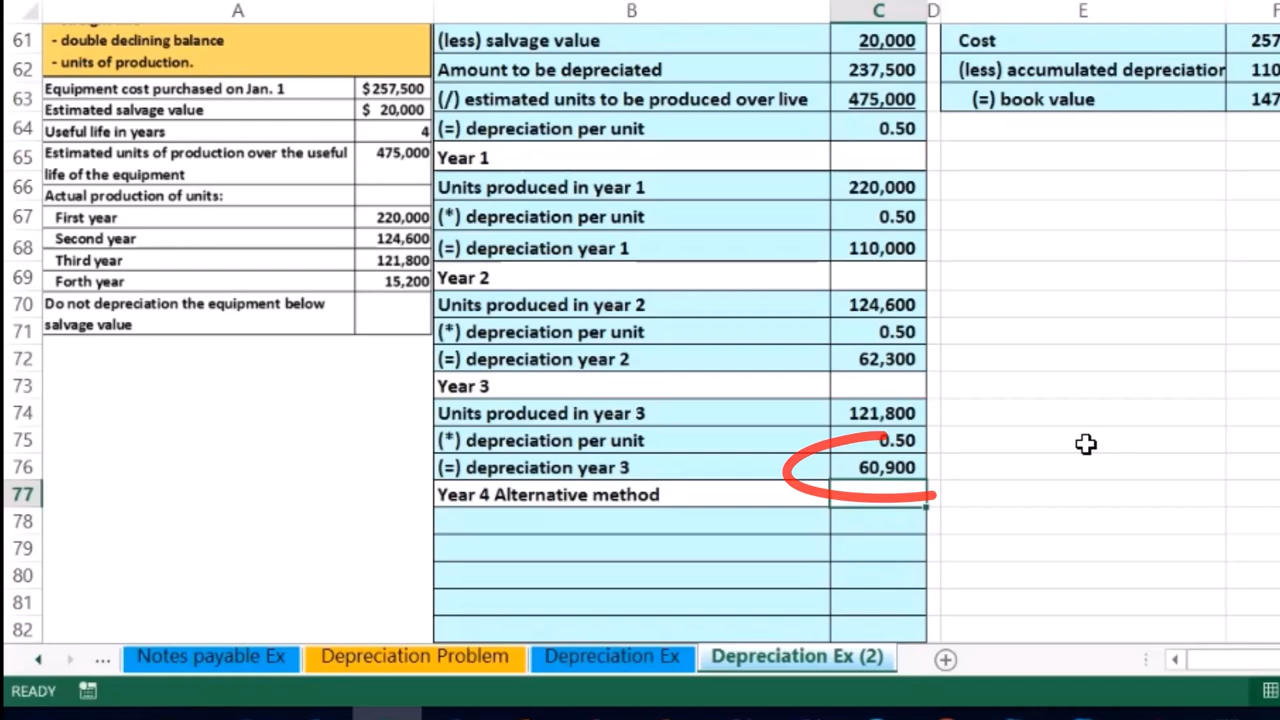 A B C D E F
61 (less) salvage value 20,000 Cost 257
- double declining balance
- units of production.
62 Amount to be depreciated 237,500 (less) accumulated depreciation 110
Equipment cost purchased on Jan. 1 $257,500
63 (/) estimated units to be produced over live 475,000 (=) book value 147
Estimated salvage value $ 20,000
64 (=) depreciation per unit 0.50
Useful life in years 4
65 Year 1
Estimated units of production over the useful 475,000
life of the equipment
66 Units produced in year 1 220,000
Actual production of units:
67 First year 220,000 (*) depreciation per unit 0.50
Second year 124,600
68 (=) depreciation year 1 110,000
Third year 121,800
69 Year 2
Forth year 15,200
70 Do not depreciation the equipment below Units produced in year 2 124,600
salvage value
71 (*) depreciation per unit 0.50
72 (=) depreciation year 2 62,300
73 Year 3
74 Units produced in year 3 121,800
75 (*) depreciation per unit 0.50
76 (=) depreciation year 3 60,900
77 Year 4 Alternative method
78
79
80
81
82
... Notes payable Ex Depreciation Problem Depreciation Ex Depreciation Ex (2)
READY